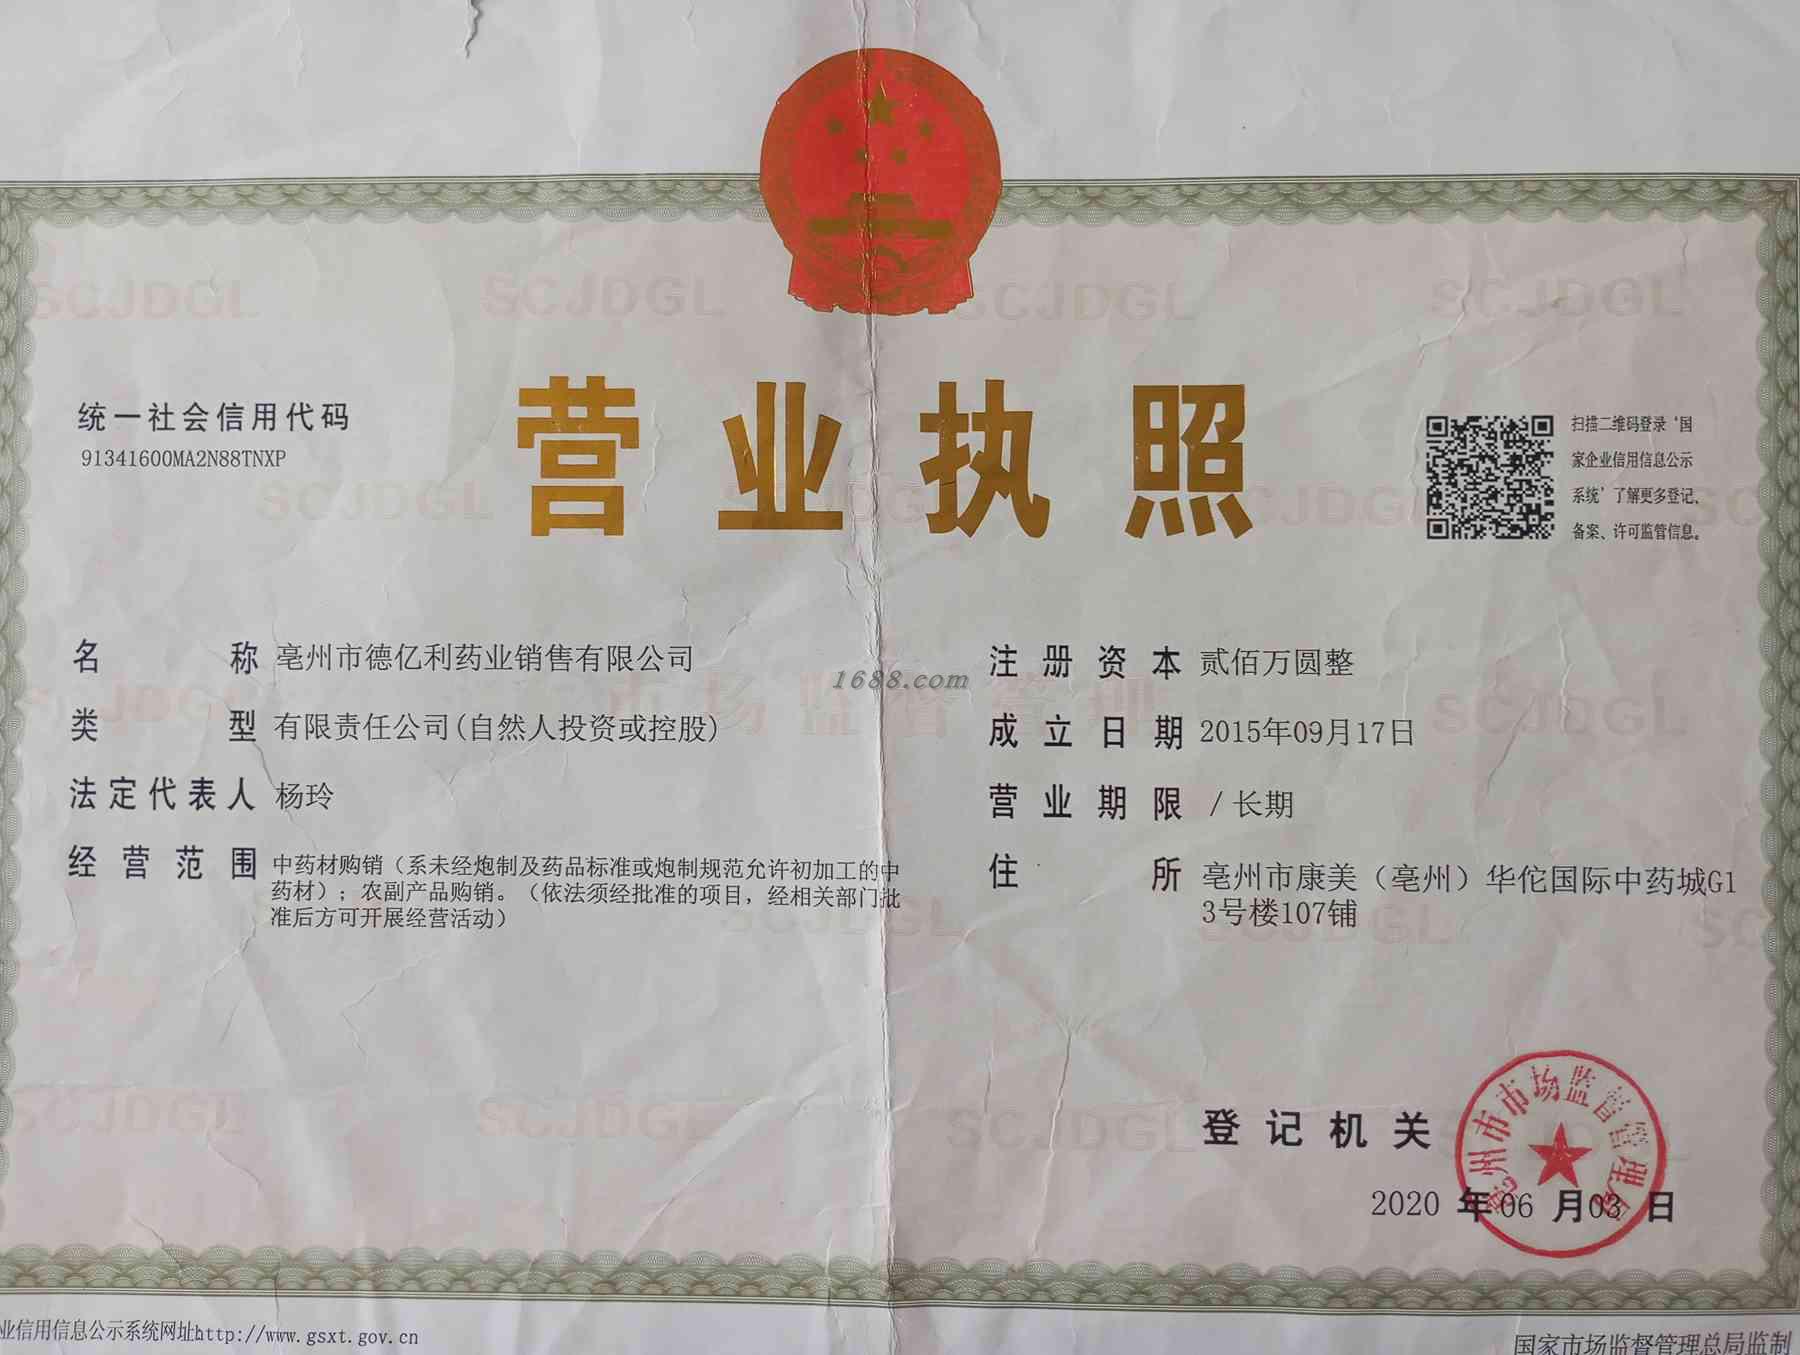 营业执照
统一社会信用代码
91341600MA2N88TNXP
扫描二维码登录‘国
家企业信用信息公示
系统’了解更多登记、
备案、许可监管信息。
名称 亳州市德亿利药业销售有限公司
类型 有限责任公司(自然人投资或控股)
法定代表人 杨玲
经营范围 中药材购销（系未经炮制及药品标准或炮制规范允许初加工的中
药材）；农副产品购销。（依法须经批准的项目，经相关部门批
准后方可开展经营活动）
注册资本 贰佰万圆整
成立日期 2015年09月17日
营业期限 / 长期
住所 亳州市康美（亳州）华佗国际中药城G1
3号楼107铺
1688.com
登记机关
亳州市市场监督管理局
2020 年 06 月 03 日
业信用信息公示系统网址http://www.gsxt.gov.cn
国家市场监督管理总局监制
SCJDGL
市场监督管理